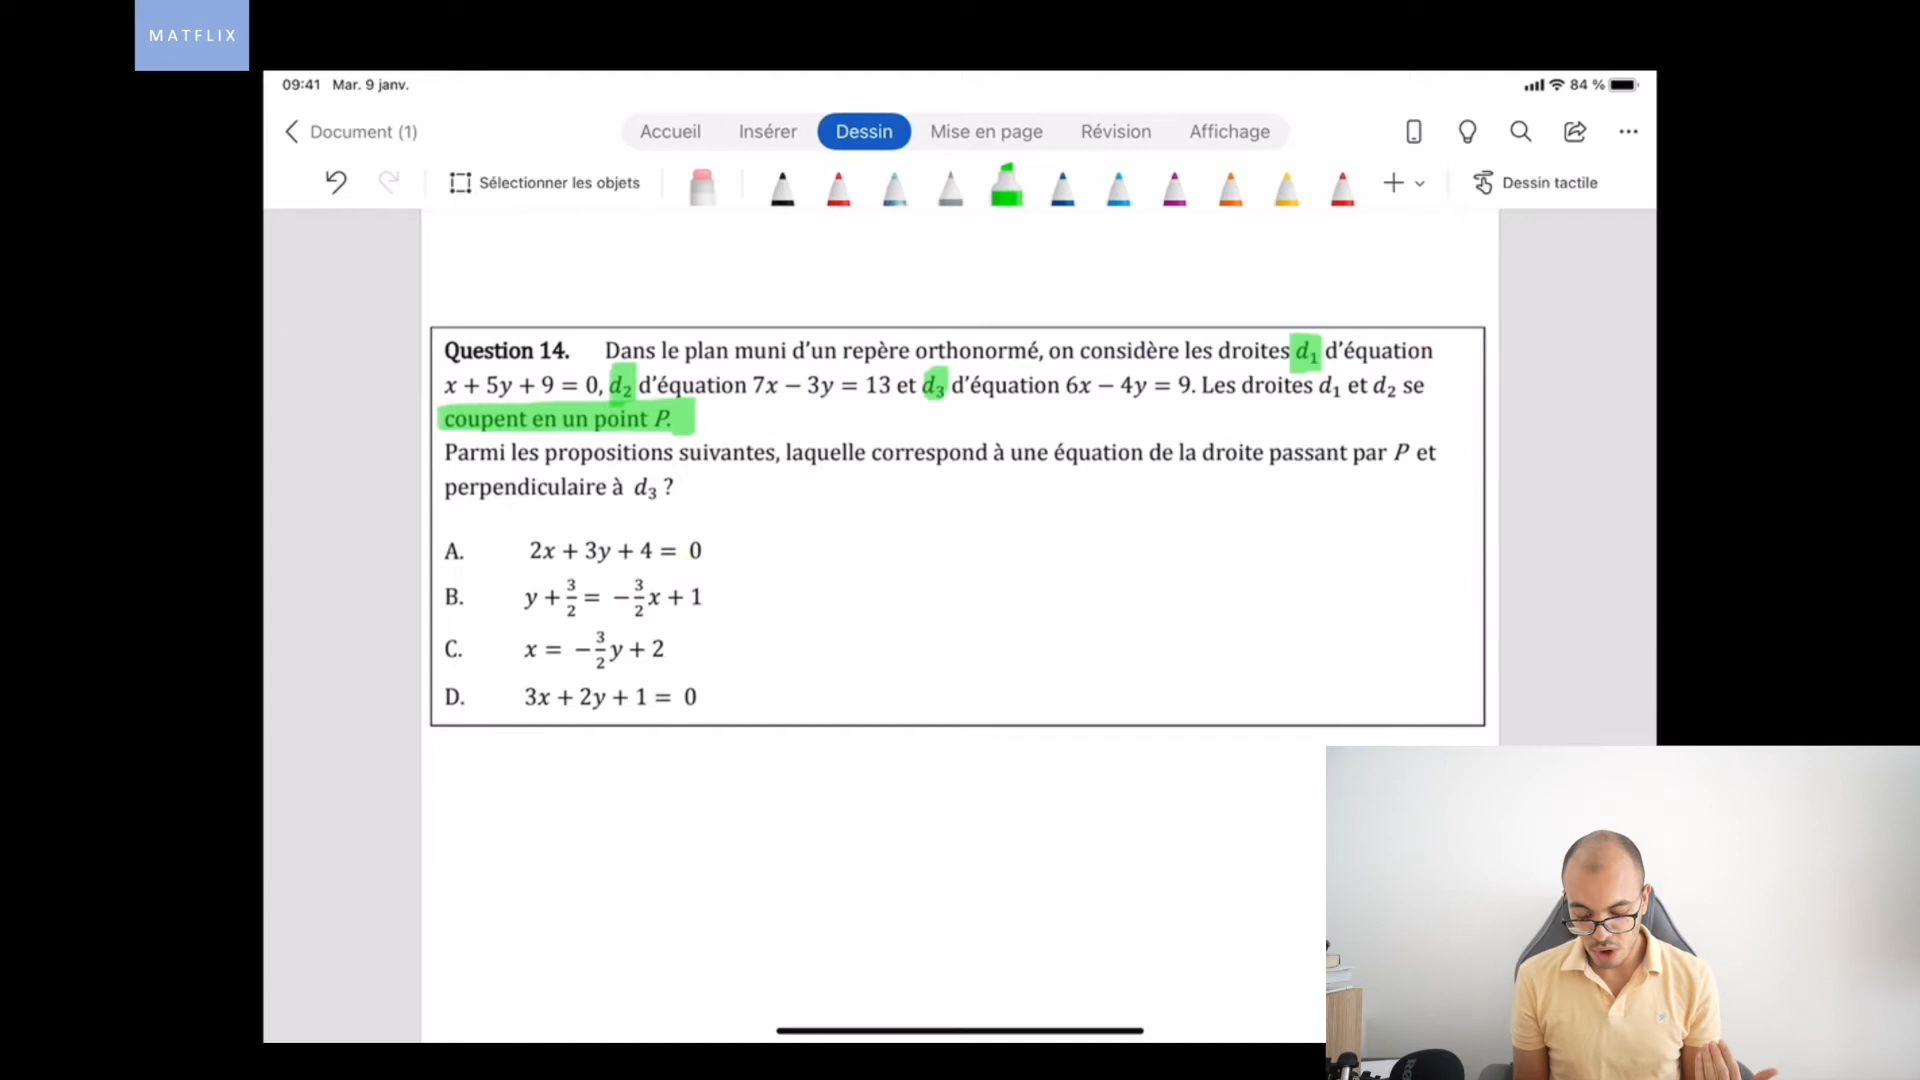 MATFLIX
09:41 Mar. 9 janv.
84 %
Document (1)
Accueil Insérer Dessin Mise en page Révision Affichage
Sélectionner les objets
Dessin tactile
Question 14. Dans le plan muni d'un repère orthonormé, on considère les droites d₁ d'équation
x + 5y + 9 = 0, d₂ d'équation 7x − 3y = 13 et d₃ d'équation 6x − 4y = 9. Les droites d₁ et d₂ se
coupent en un point P.
Parmi les propositions suivantes, laquelle correspond à une équation de la droite passant par P et
perpendiculaire à d₃ ?
A. 2x + 3y + 4 = 0
B. y + 3/2 = −3/2 x + 1
C. x = −3/2 y + 2
D. 3x + 2y + 1 = 0